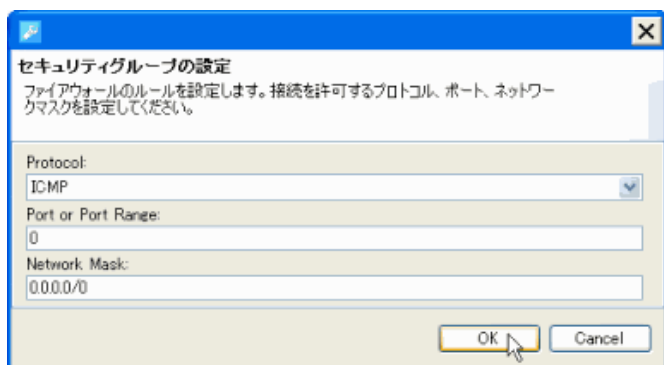 セキュリティグループの設定
ファイアウォールのルールを設定します。接続を許可するプロトコル、ポート、ネットワー
クマスクを設定してください。
Protocol:
ICMP
Port or Port Range:
0
Network Mask:
0.0.0.0/0
OK
Cancel